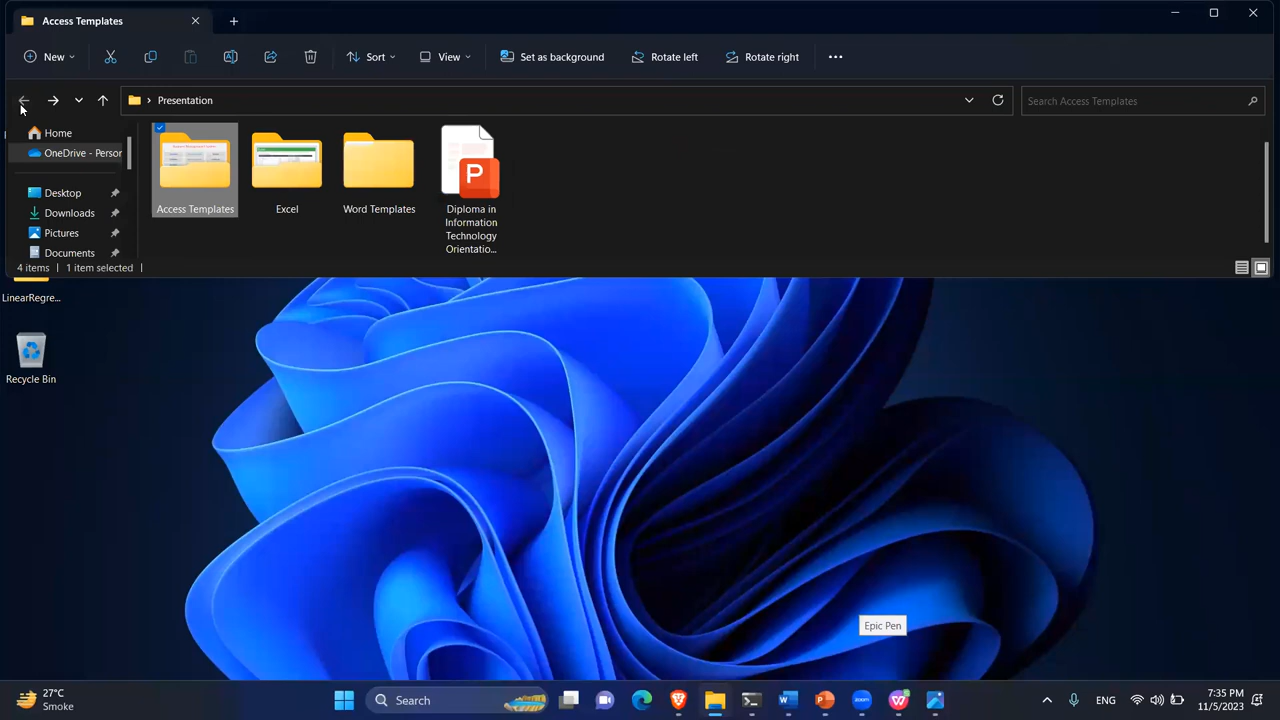 Access Templates
New
Sort
View
Set as background
Rotate left
Rotate right
Presentation
Search Access Templates
Home
OneDrive - Persor
Desktop
Downloads
Pictures
Documents
Access Templates
Excel
Word Templates
P
Diploma in
Information
Technology
Orientatio...
4 items
1 item selected
LinearRegre...
Recycle Bin
Epic Pen
27°C
Smoke
Search
zoom
ENG
7:35 PM
11/5/2023